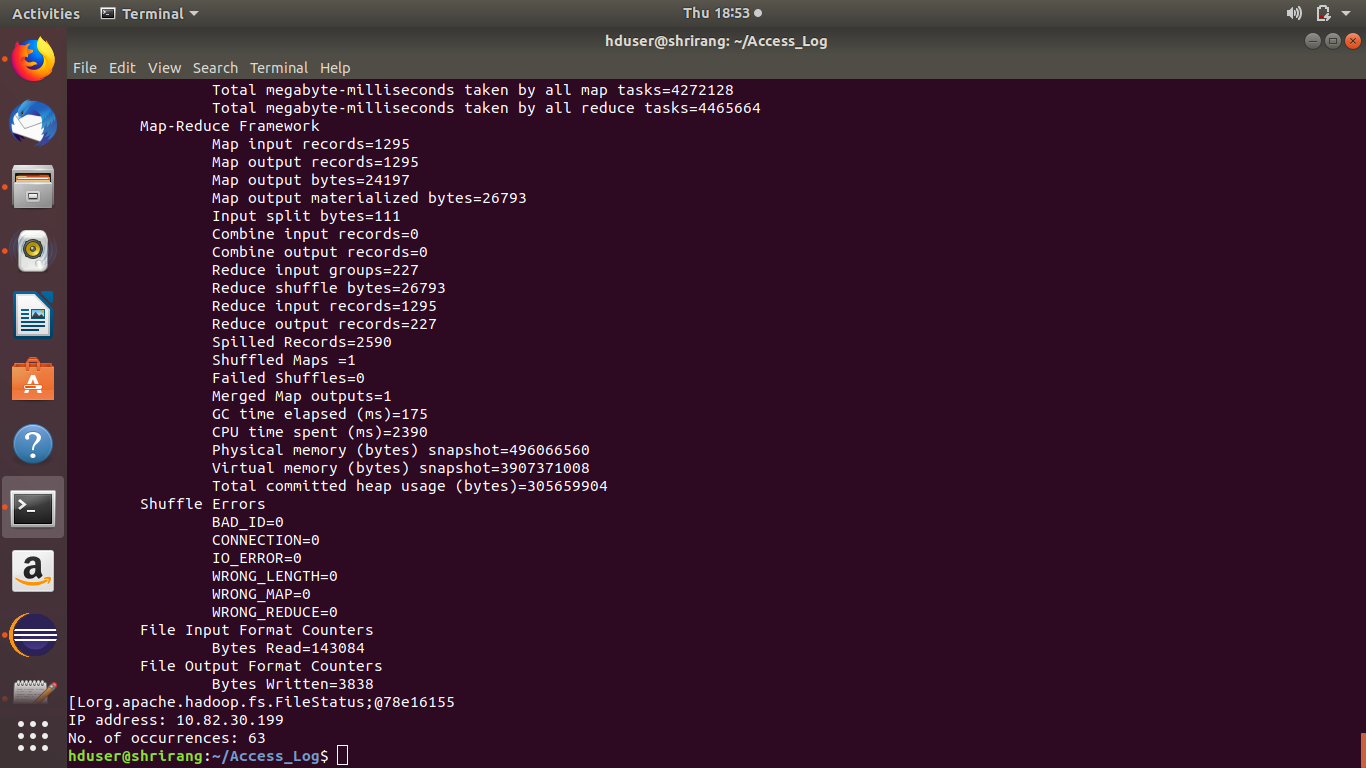 Activities Terminal Thu 18:53
hduser@shrirang: ~/Access_Log
File Edit View Search Terminal Help
Total megabyte-milliseconds taken by all map tasks=4272128
Total megabyte-milliseconds taken by all reduce tasks=4465664
Map-Reduce Framework
Map input records=1295
Map output records=1295
Map output bytes=24197
Map output materialized bytes=26793
Input split bytes=111
Combine input records=0
Combine output records=0
Reduce input groups=227
Reduce shuffle bytes=26793
Reduce input records=1295
Reduce output records=227
Spilled Records=2590
Shuffled Maps =1
Failed Shuffles=0
Merged Map outputs=1
GC time elapsed (ms)=175
CPU time spent (ms)=2390
Physical memory (bytes) snapshot=496066560
Virtual memory (bytes) snapshot=3907371008
Total committed heap usage (bytes)=305659904
Shuffle Errors
BAD_ID=0
CONNECTION=0
IO_ERROR=0
WRONG_LENGTH=0
WRONG_MAP=0
WRONG_REDUCE=0
File Input Format Counters
Bytes Read=143084
File Output Format Counters
Bytes Written=3838
[Lorg.apache.hadoop.fs.FileStatus;@78e16155
IP address: 10.82.30.199
No. of occurrences: 63
hduser@shrirang:~/Access_Log$